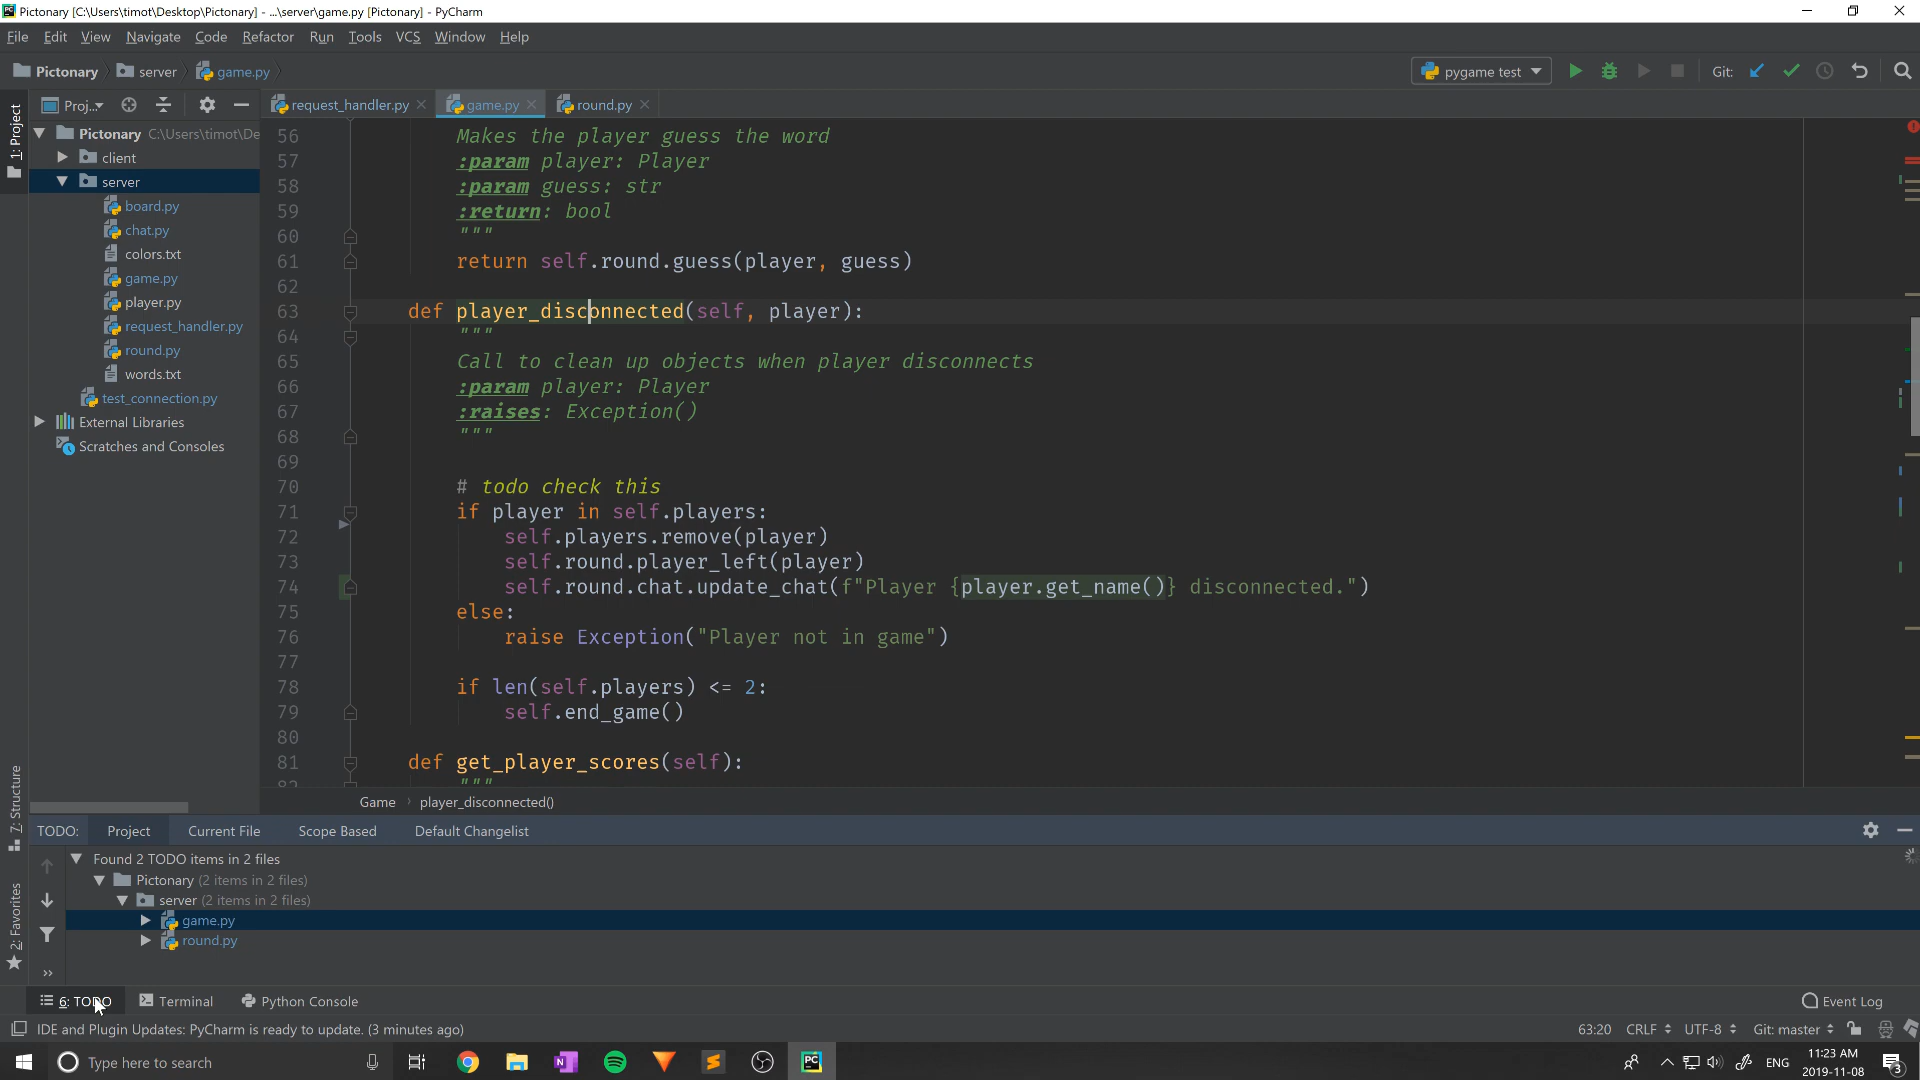 Pictonary [C:\Users\timot\Desktop\Pictonary] - ...\server\game.py [Pictonary] - PyCharm
File Edit View Navigate Code Refactor Run Tools VCS Window Help
Pictonary server game.py
pygame test Git:
Proj... request_handler.py game.py round.py
1: Project
Pictonary C:\Users\timot\De
client
server
board.py
chat.py
colors.txt
game.py
player.py
request_handler.py
round.py
words.txt
test_connection.py
External Libraries
Scratches and Consoles
7: Structure
2: Favorites
56 Makes the player guess the word
57 :param player: Player
58 :param guess: str
59 :return: bool
60 """
61 return self.round.guess(player, guess)
62
63 def player_disconnected(self, player):
64 """
65 Call to clean up objects when player disconnects
66 :param player: Player
67 :raises: Exception()
68 """
69
70 # todo check this
71 if player in self.players:
72 self.players.remove(player)
73 self.round.player_left(player)
74 self.round.chat.update_chat(f"Player {player.get_name()} disconnected.")
75 else:
76 raise Exception("Player not in game")
77
78 if len(self.players) <= 2:
79 self.end_game()
80
81 def get_player_scores(self):
82 """
Game player_disconnected()
TODO: Project Current File Scope Based Default Changelist
Found 2 TODO items in 2 files
Pictonary (2 items in 2 files)
server (2 items in 2 files)
game.py
round.py
6: TODO Terminal Python Console Event Log
IDE and Plugin Updates: PyCharm is ready to update. (3 minutes ago) 63:20 CRLF UTF-8 Git: master
Type here to search ENG 11:23 AM
2019-11-08 3